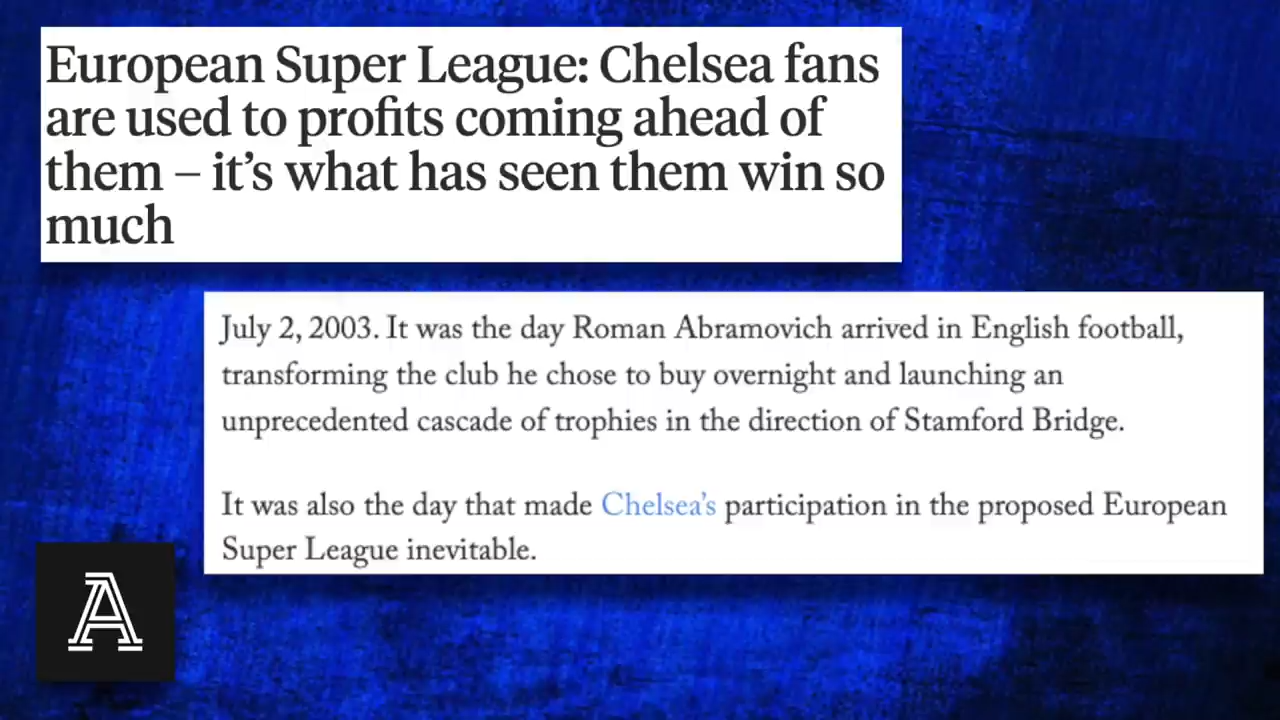 European Super League: Chelsea fans
are used to profits coming ahead of
them – it’s what has seen them win so
much
July 2, 2003. It was the day Roman Abramovich arrived in English football,
transforming the club he chose to buy overnight and launching an
unprecedented cascade of trophies in the direction of Stamford Bridge.
It was also the day that made Chelsea’s participation in the proposed European
Super League inevitable.
A